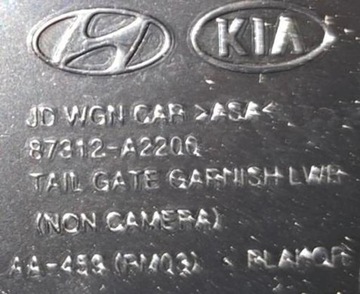 KIA
JD WGN CAR >ASA<
87312-A2200
TAIL GATE GARNISH LWR
(NON CAMERA)